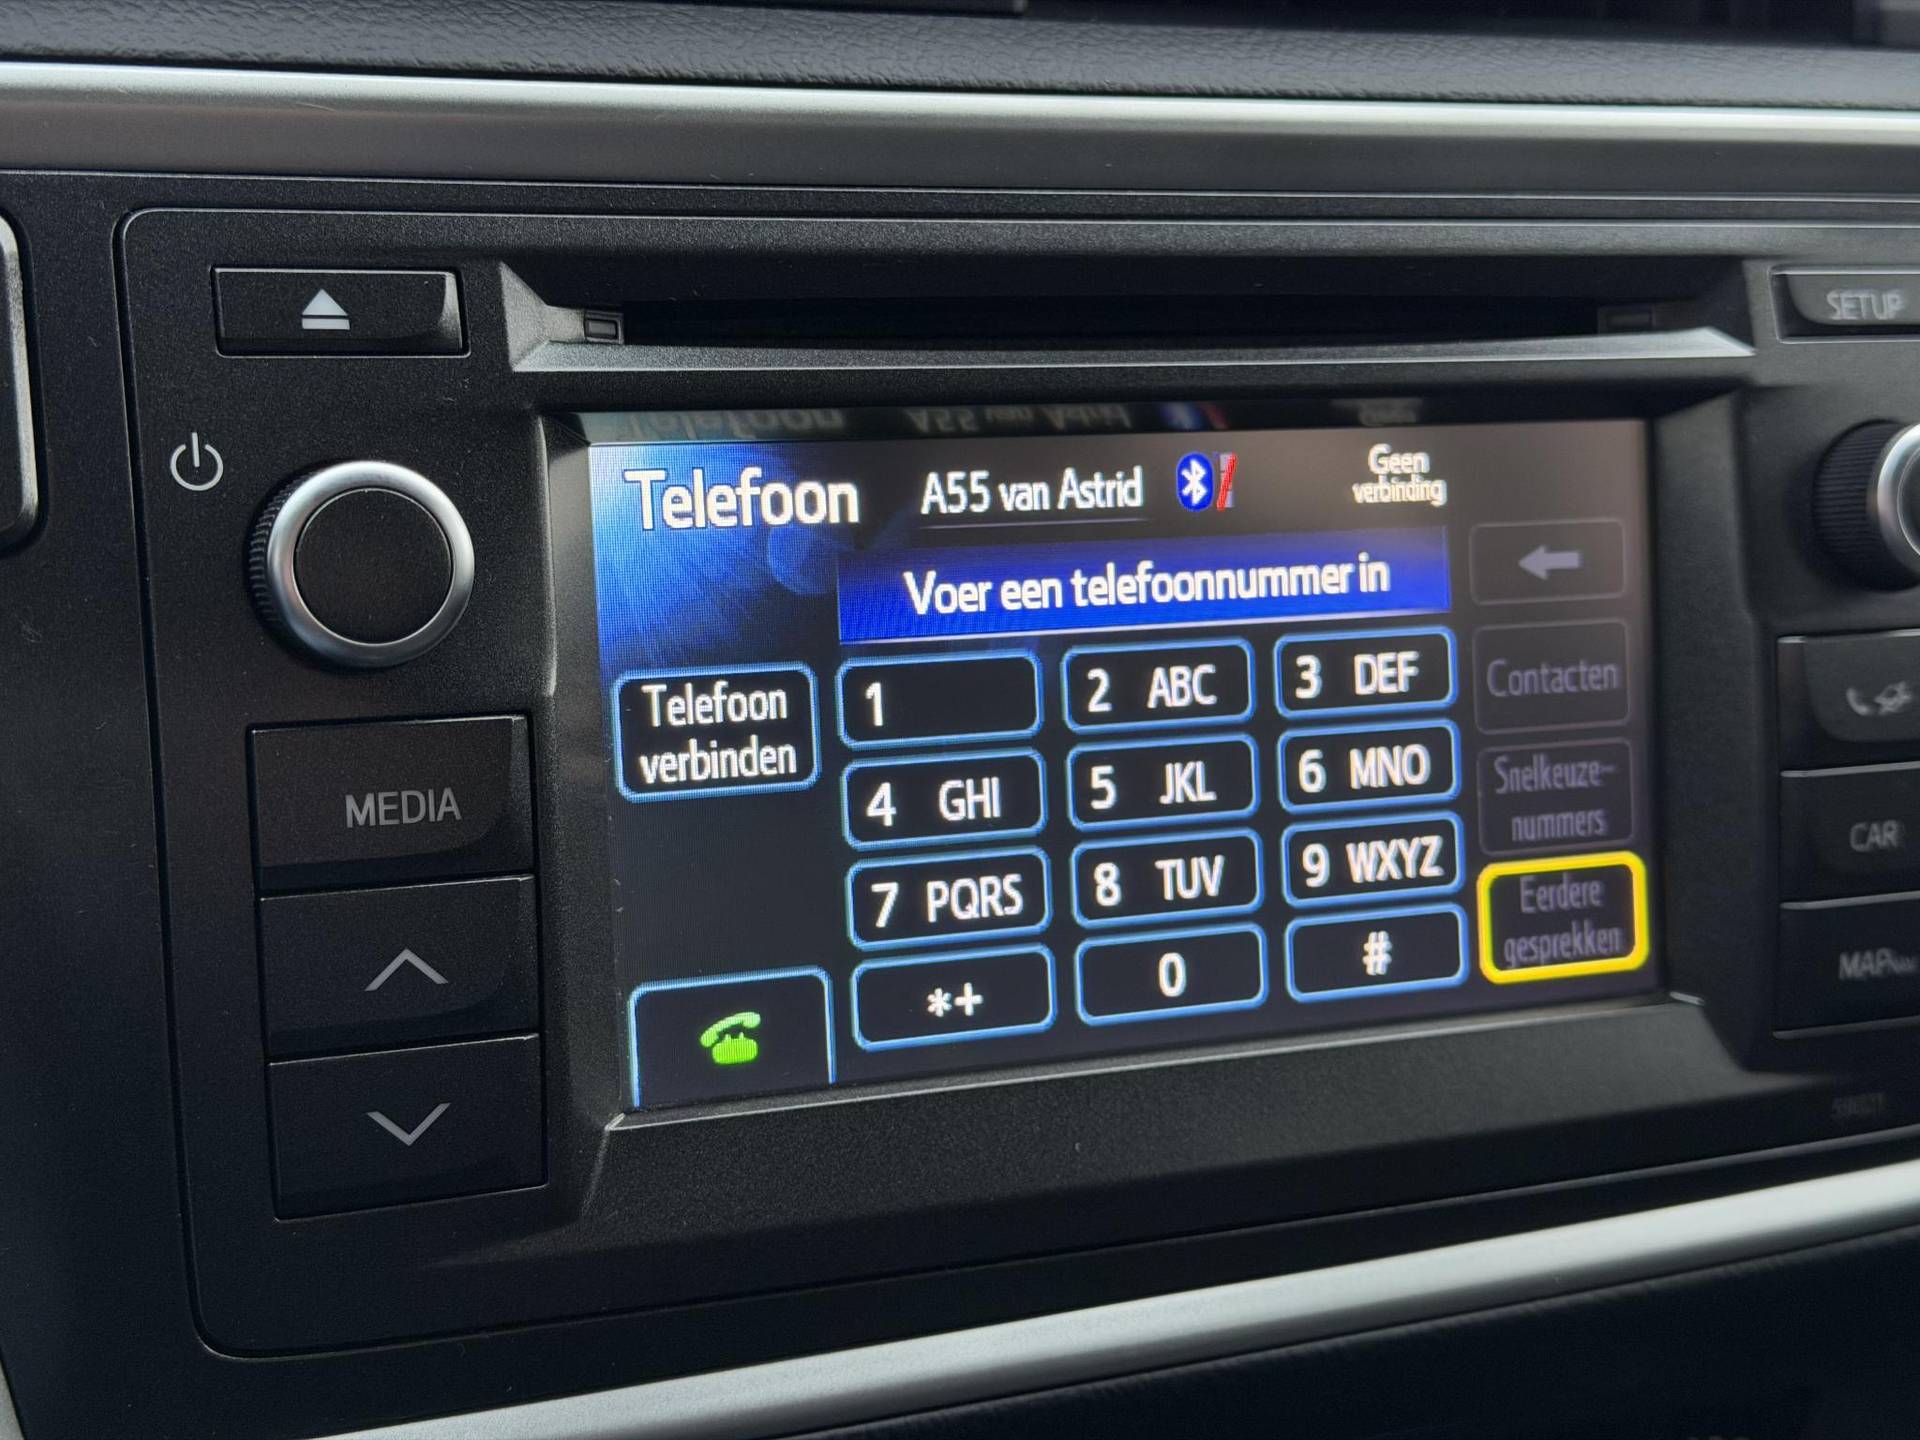 SETUP
Telefoon
A55 van Astrid
Geen
verbinding
Voer een telefoonnummer in
Telefoon
verbinden
1
2 ABC
3 DEF
4 GHI
5 JKL
6 MNO
7 PQRS
8 TUV
9 WXYZ
*+
0
#
Contacten
Snelkeuze-
nummers
Eerdere
gesprekken
MEDIA
CAR
MAP